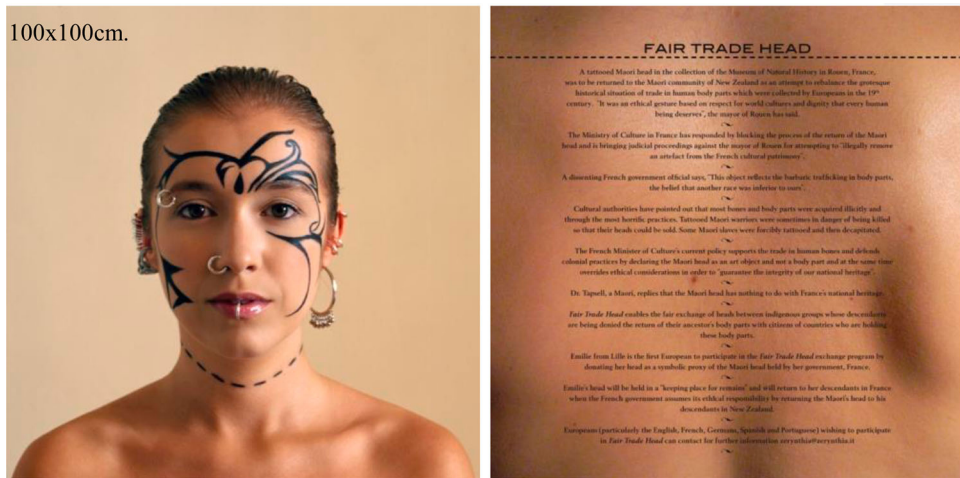 100x100cm.
FAIR TRADE HEAD
A tattooed Maori head in the collection of the Museum of Natural History in Rouen, France,
was to be returned to the Maori community of New Zealand as an attempt to rebalance the grotesque
historical situation of trade in human body parts which were collected by Europeans in the 19th
century. "It was an ethical gesture based on respect for world cultures and dignity that every human
being deserves", the mayor of Rouen has said.
The Ministry of Culture in France has responded by blocking the process of the return of the Maori
head and is bringing judicial proceedings against the mayor of Rouen for attempting to "illegally remove
an artefact from the French cultural patrimony".
A dissenting French government official says, "This object reflects the barbaric trafficking in body parts,
the belief that another race was inferior to ours".
Cultural authorities have pointed out that most bones and body parts were acquired illicitly and
through the most horrific practices. Tattooed Maori warriors were sometimes in danger of being killed
so that their heads could be sold. Some Maori slaves were forcibly tattooed and then decapitated.
The French Minister of Culture's current policy supports the trade in human bones and defends
colonial practices by declaring the Maori head as an art object and not a body part and at the same time
overrides ethical considerations in order to "guarantee the integrity of our national heritage".
Dr. Tapsell, a Maori, replies that the Maori head has nothing to do with France's national heritage.
Fair Trade Head enables the fair exchange of heads between indigenous groups whose descendants
are being denied the return of their ancestor's body parts with citizens of countries who are holding
these body parts.
Emilie from Lille is the first European to participate in the Fair Trade Head exchange program by
donating her head as a symbolic proxy of the Maori head held by her government, France.
Emilie's head will be held in a "keeping place for remains" and will return to her descendants in France
when the French government assumes its ethical responsibility by returning the Maori's head to his
descendants in New Zealand.
Europeans (particularly the English, French, Germans, Spanish and Portuguese) wishing to participate
in Fair Trade Head can contact for further information